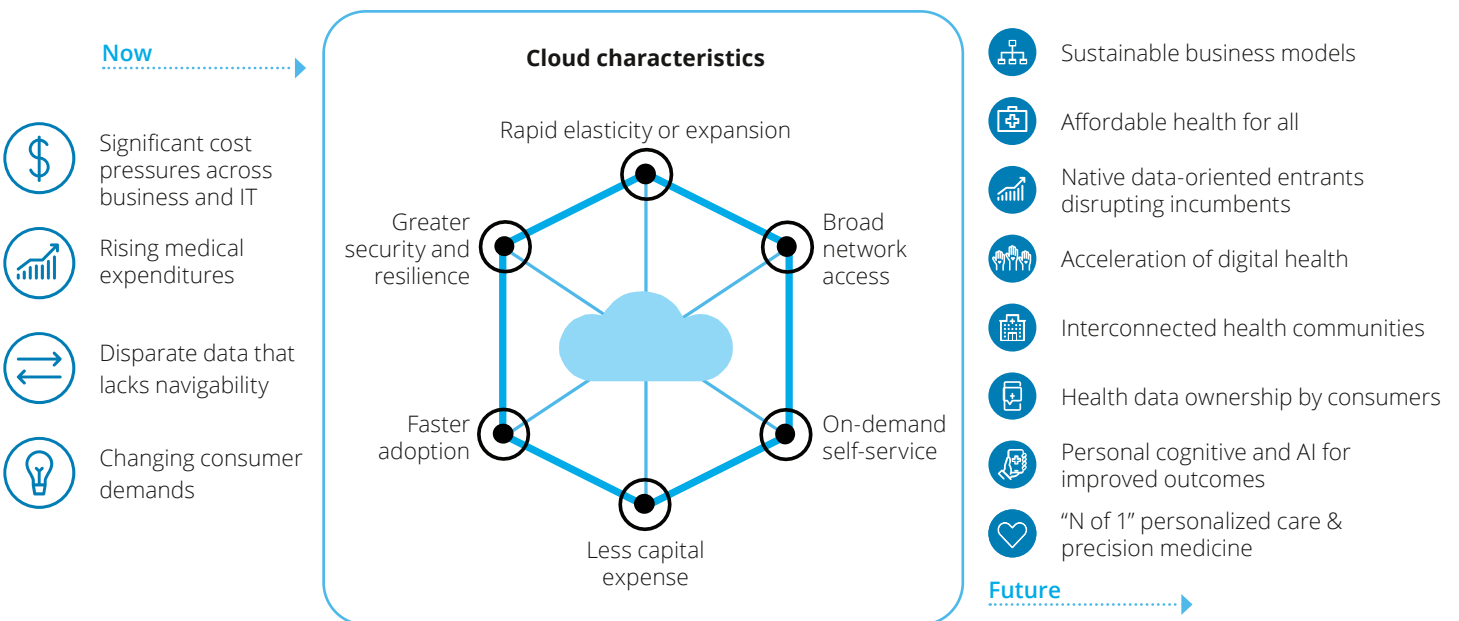 Now
Significant cost
pressures across
business and IT
Rising medical
expenditures
Disparate data that
lacks navigability
Changing consumer
demands
Cloud characteristics
Rapid elasticity or expansion
Greater
security and
resilience
Broad
network
access
Faster
adoption
On-demand
self-service
Less capital
expense
Sustainable business models
Affordable health for all
Native data-oriented entrants
disrupting incumbents
Acceleration of digital health
Interconnected health communities
Health data ownership by consumers
Personal cognitive and AI for
improved outcomes
“N of 1” personalized care &
precision medicine
Future